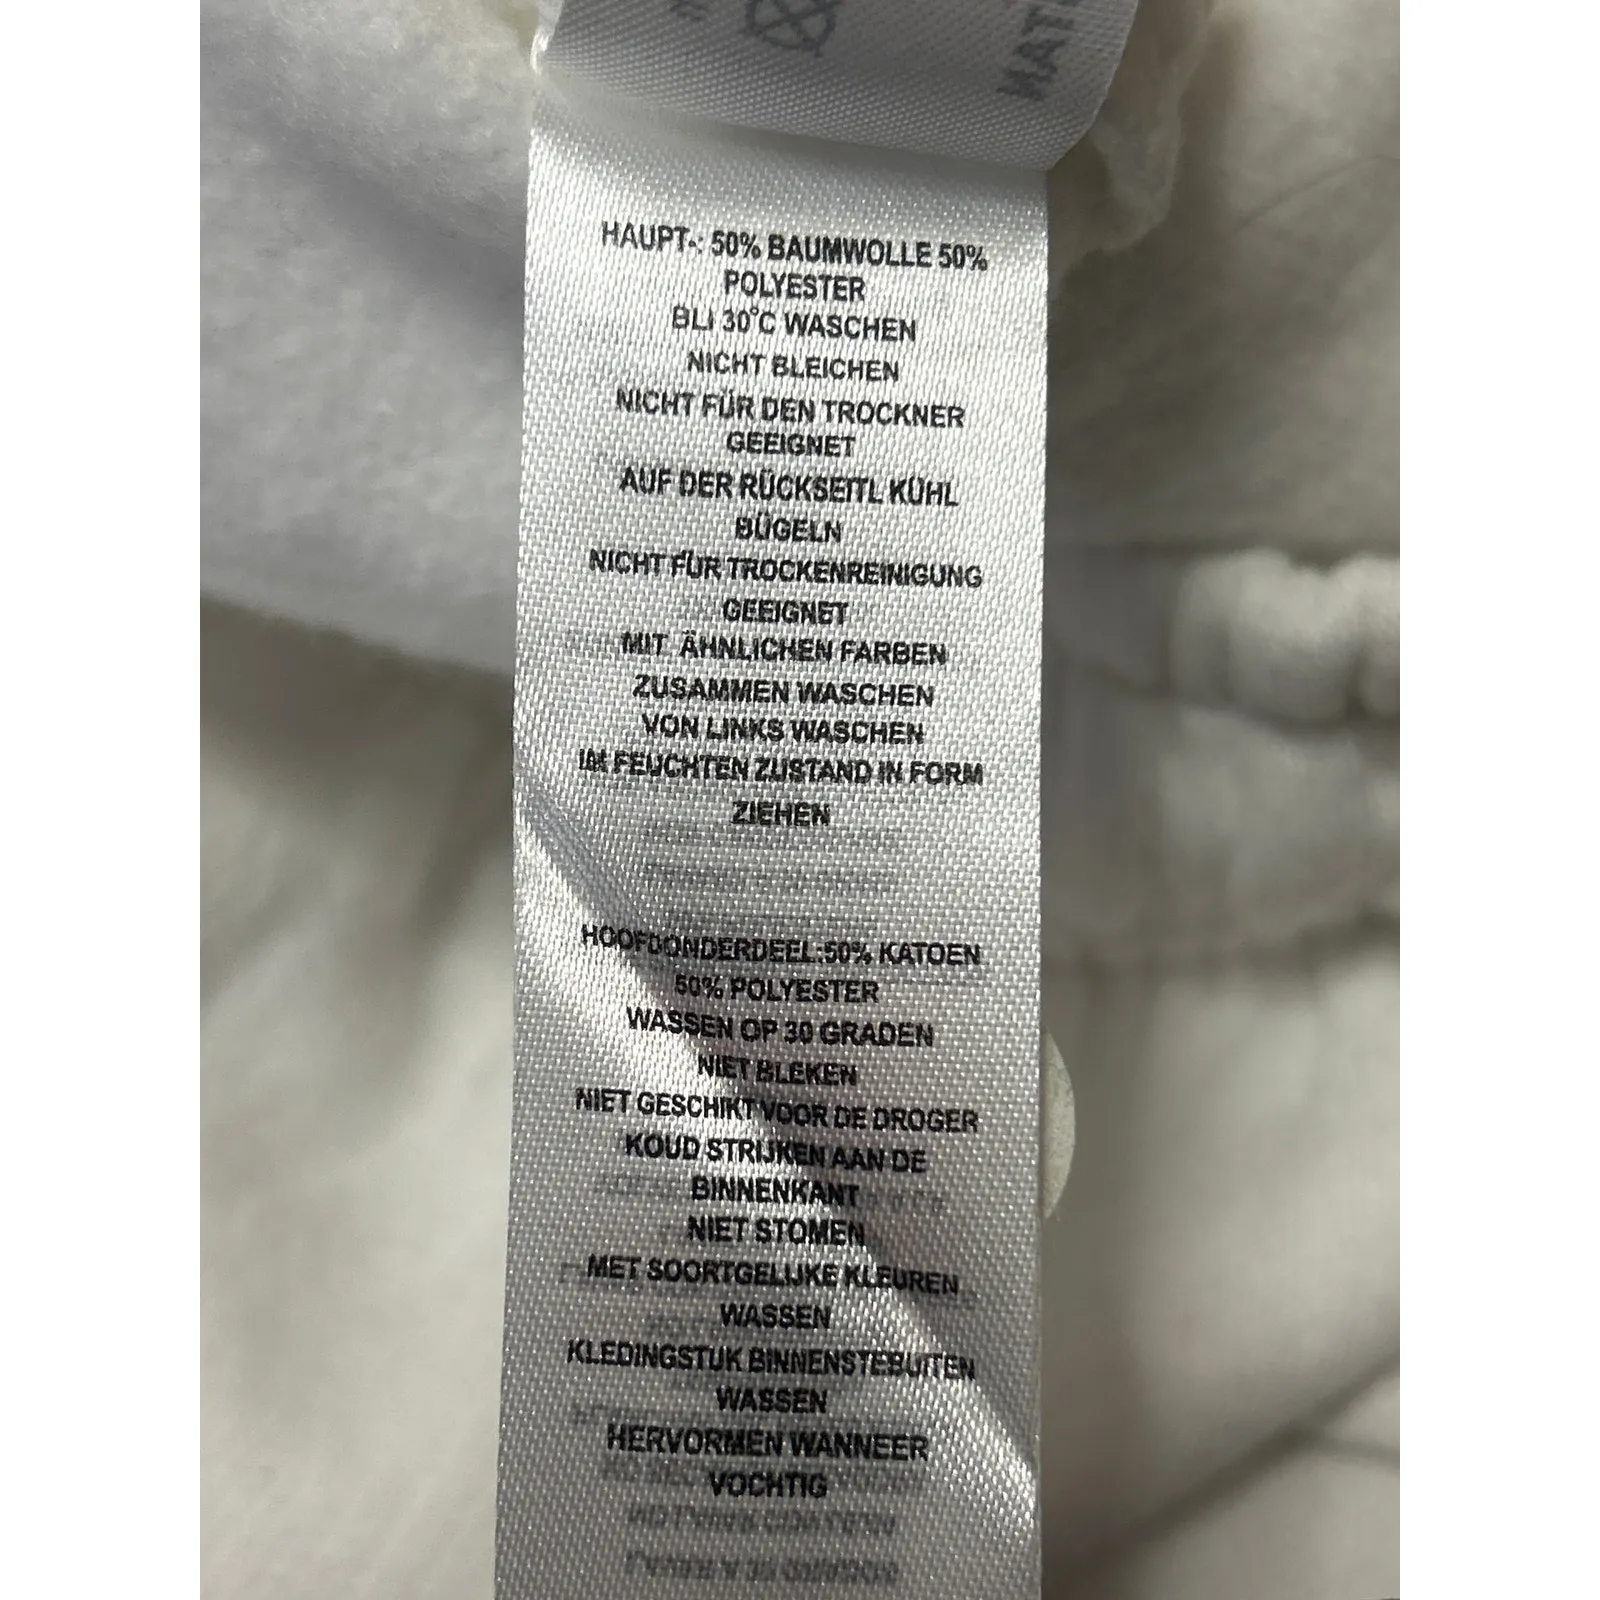 MAT
HAUPT-: 50% BAUMWOLLE 50%
POLYESTER
BLI 30°C WASCHEN
NICHT BLEICHEN
NICHT FÜR DEN TROCKNER
GEEIGNET
AUF DER RÜCKSEITL KÜHL
BÜGELN
NICHT FÜR TROCKENREINIGUNG
GEEIGNET
MIT ÄHNLICHEN FARBEN
ZUSAMMEN WASCHEN
VON LINKS WASCHEN
IM FEUCHTEN ZUSTAND IN FORM
ZIEHEN
HOOFDONDERDEEL:50% KATOEN
50% POLYESTER
WASSEN OP 30 GRADEN
NIET BLEKEN
NIET GESCHIKT VOOR DE DROGER
KOUD STRIJKEN AAN DE
BINNENKANT
NIET STOMEN
MET SOORTGELIJKE KLEUREN
WASSEN
KLEDINGSTUK BINNENSTEBUITEN
WASSEN
HERVORMEN WANNEER
VOCHTIG